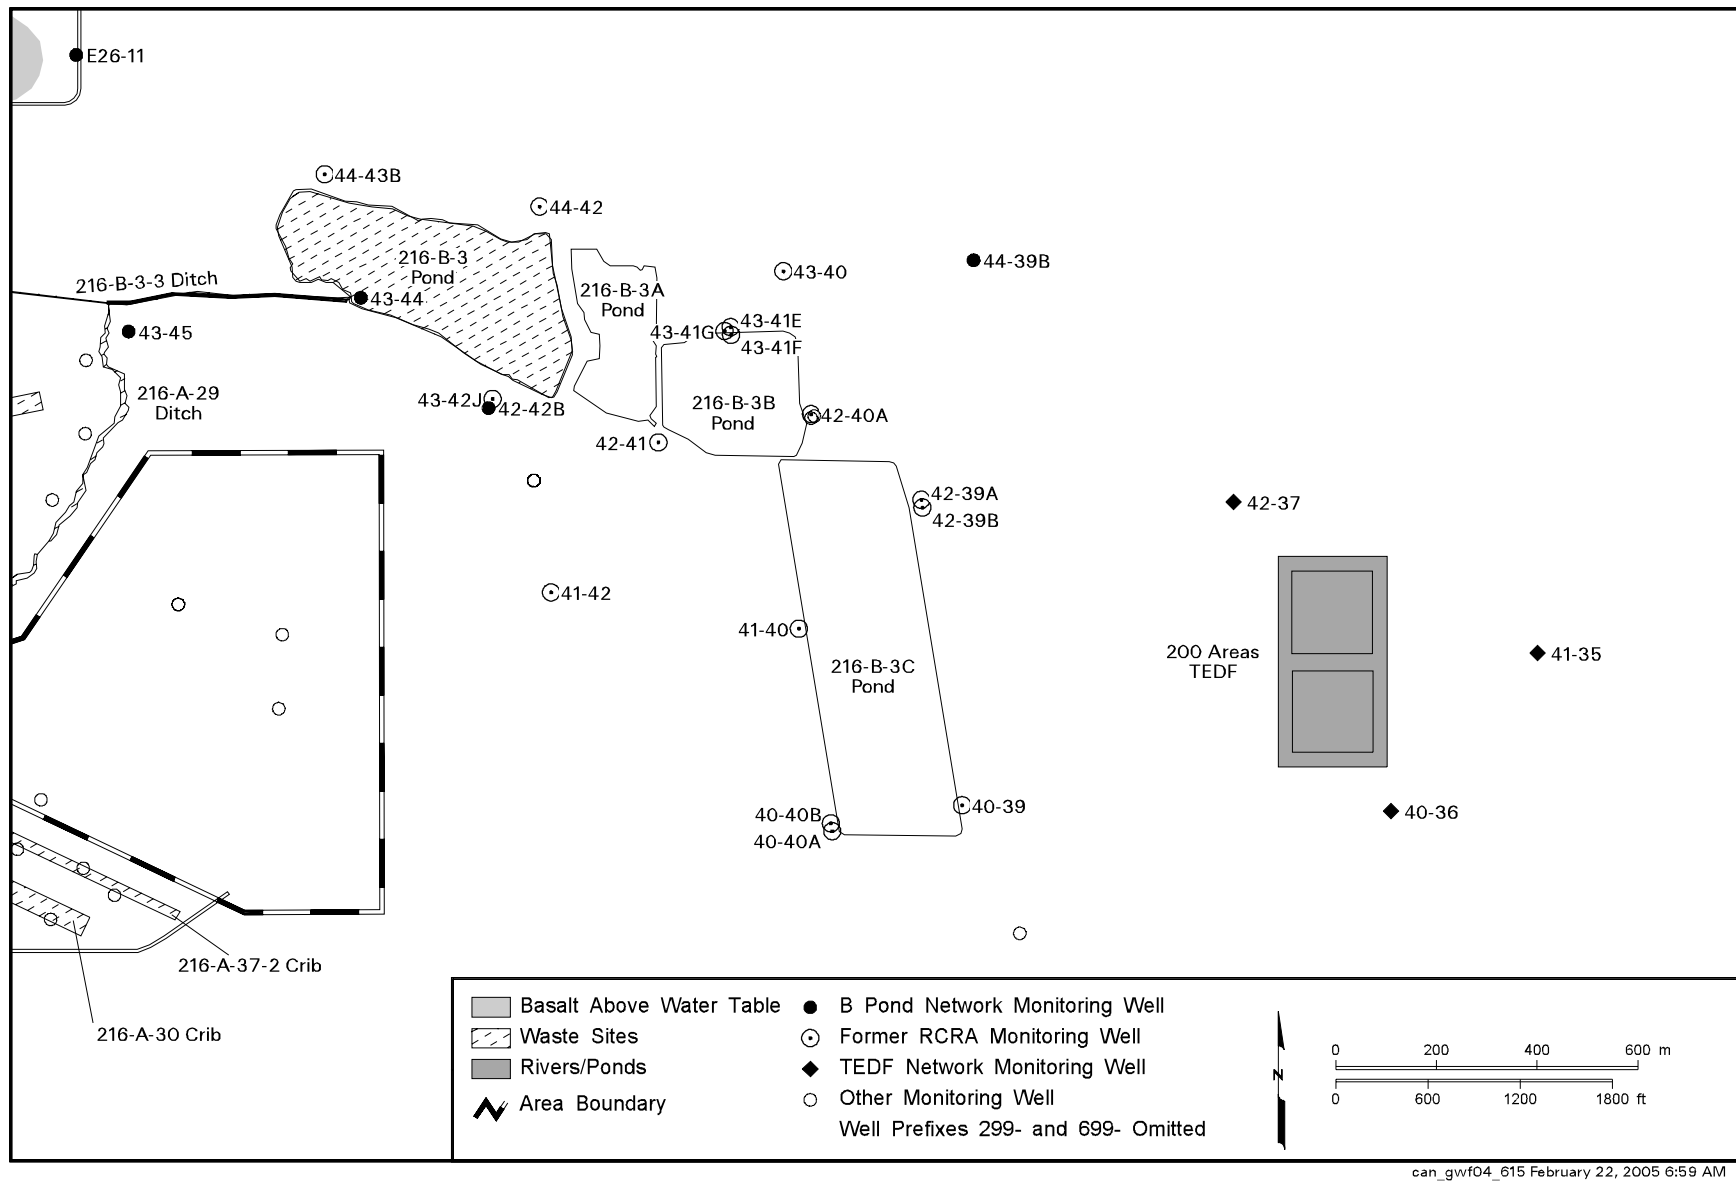 E26-11
44-43B
44-42
216-B-3
Pond
43-40
44-39B
216-B-3-3 Ditch
216-B-3A
Pond
43-44
43-45
43-41G
43-41E
43-41F
216-A-29
Ditch
43-42J
42-42B
216-B-3B
Pond
42-40A
42-41
42-39A
42-39B
42-37
41-42
41-40
216-B-3C
Pond
200 Areas
TEDF
41-35
40-40B
40-40A
40-39
40-36
216-A-37-2 Crib
216-A-30 Crib
Basalt Above Water Table
Waste Sites
Rivers/Ponds
Area Boundary
B Pond Network Monitoring Well
Former RCRA Monitoring Well
TEDF Network Monitoring Well
Other Monitoring Well
Well Prefixes 299- and 699- Omitted
N
0 200 400 600 m
0 600 1200 1800 ft
can_gwf04_615 February 22, 2005 6:59 AM